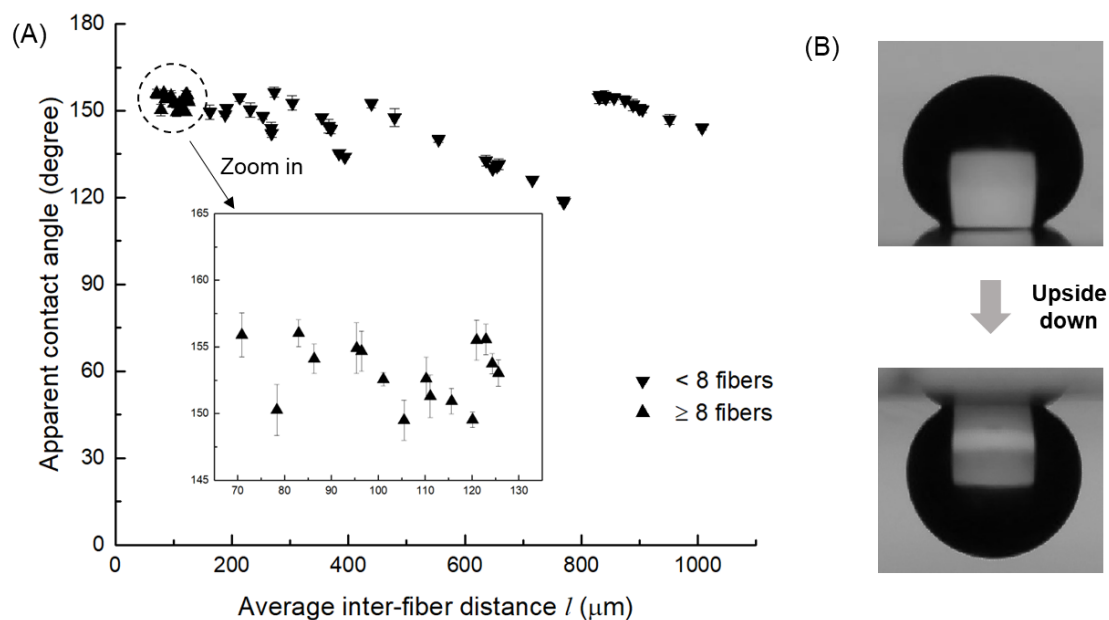 (A)
180
150
120
90
60
30
0
Apparent contact angle (degree)
Zoom in
165
160
155
150
145
70 80 90 100 110 120 130
< 8 fibers
≥ 8 fibers
0 200 400 600 800 1000
Average inter-fiber distance l (μm)
(B)
Upside
down